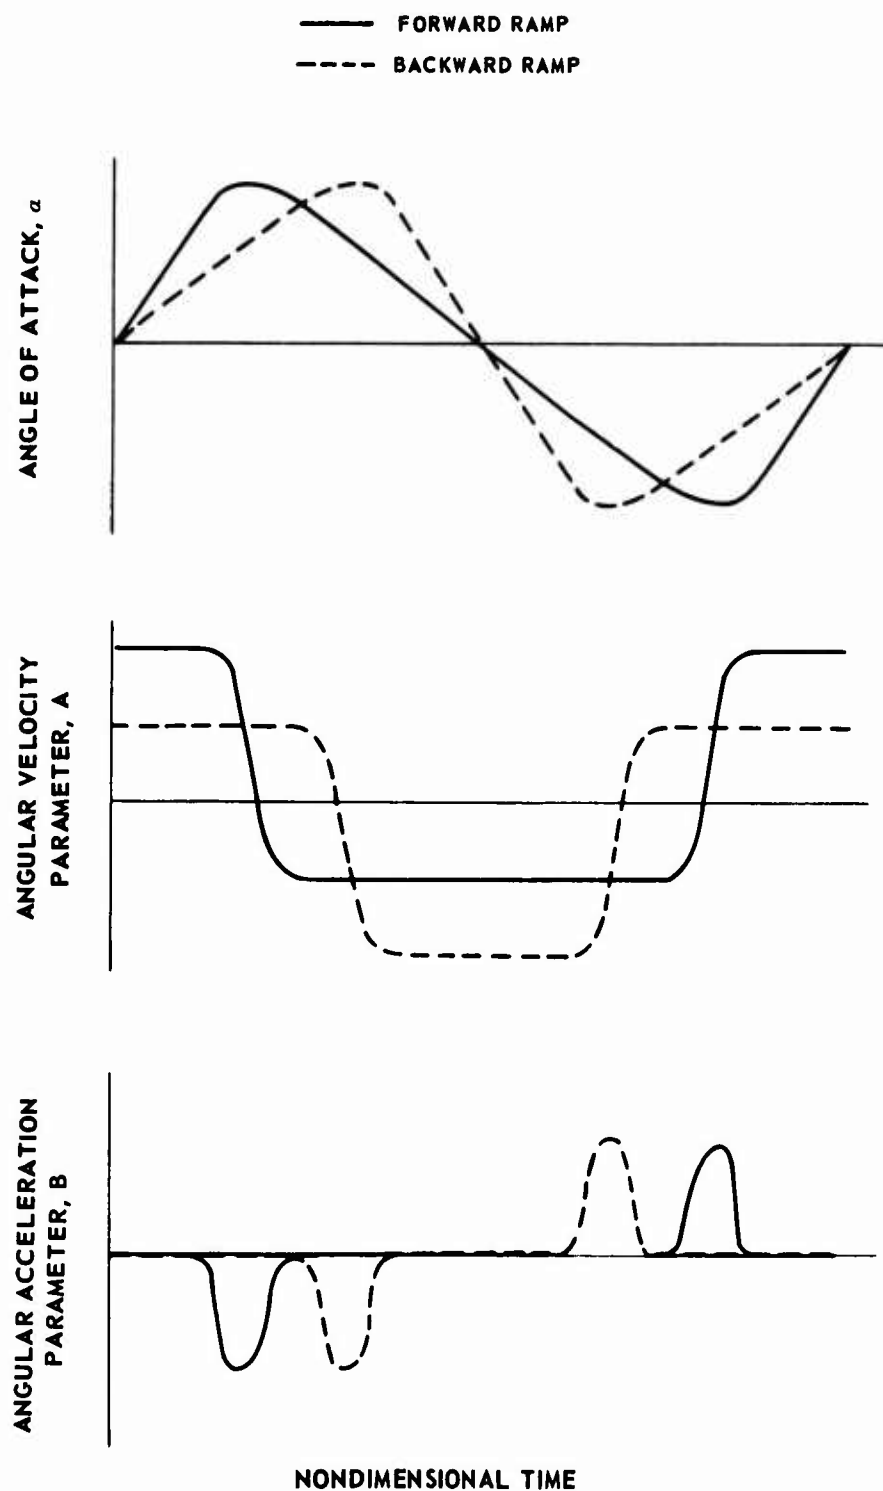 FORWARD RAMP
BACKWARD RAMP
ANGLE OF ATTACK, α
ANGULAR VELOCITY
PARAMETER, A
ANGULAR ACCELERATION
PARAMETER, B
NONDIMENSIONAL TIME